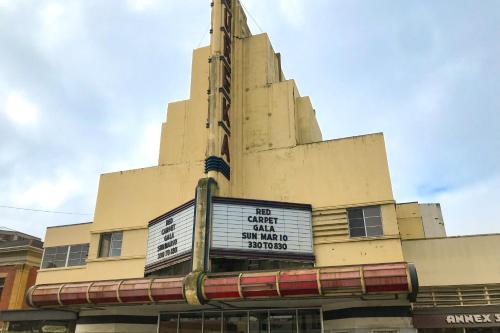 EUREKA
RED
CARPET
GALA
SUN MAR 10
330 TO 830
RED
CARPET
GALA
SUN MAR 10
330 TO 830
ANNEX